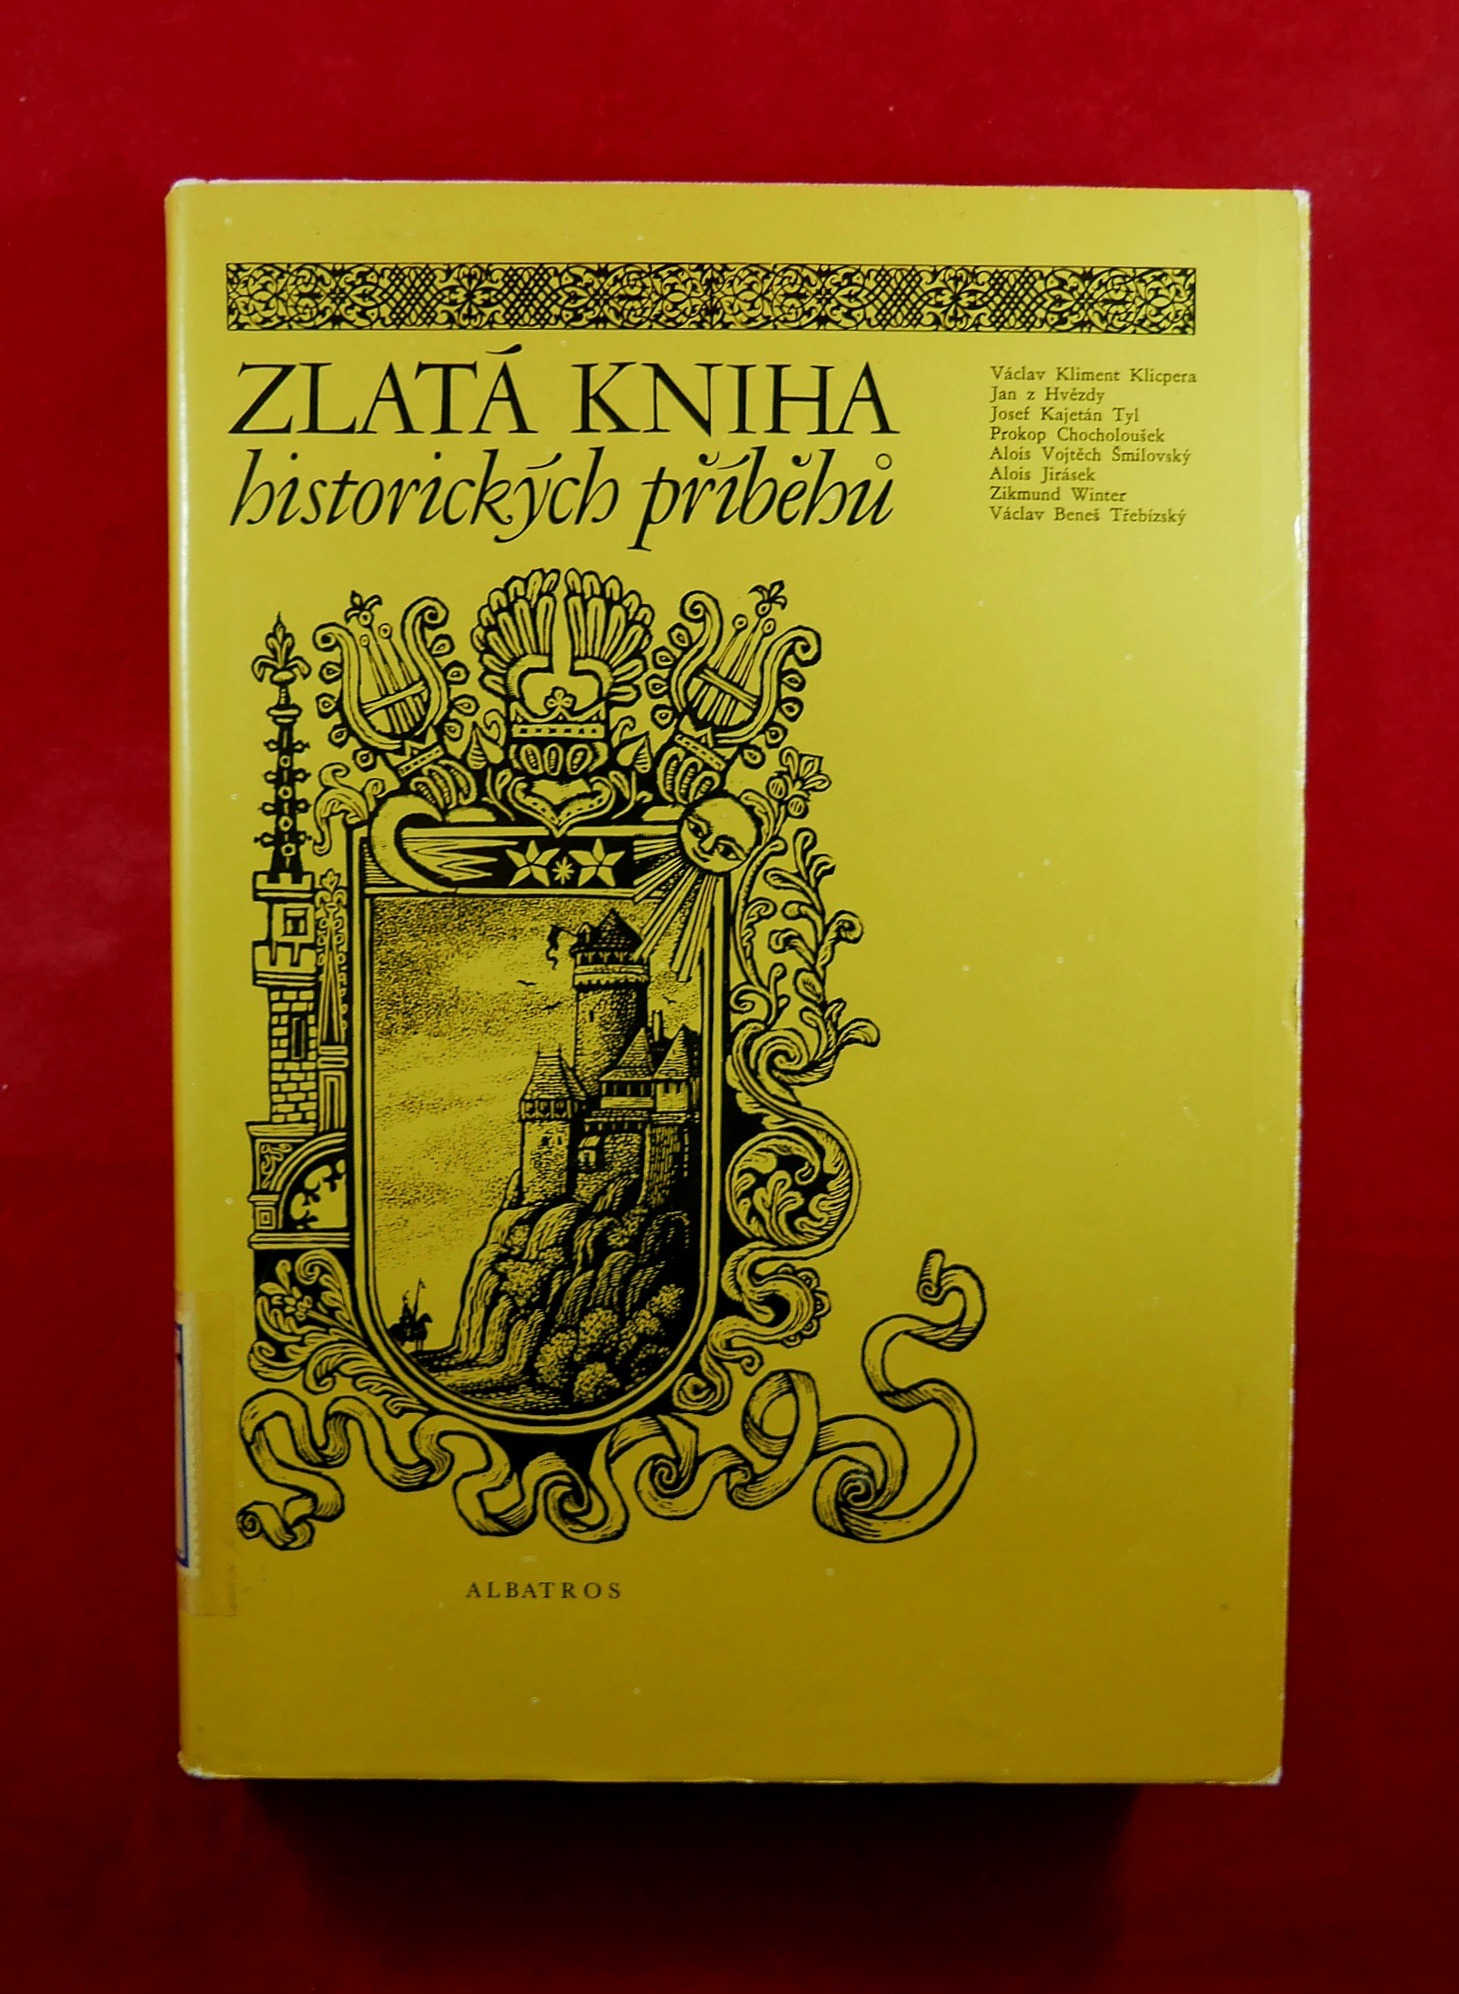 ZLATÁ KNIHA
historických příběhů
Václav Kliment Klicpera
Jan z Hvězdy
Josef Kajetán Tyl
Prokop Chocholoušek
Alois Vojtěch Šmilovský
Alois Jirásek
Zikmund Winter
Václav Beneš Třebízský
ALBATROS